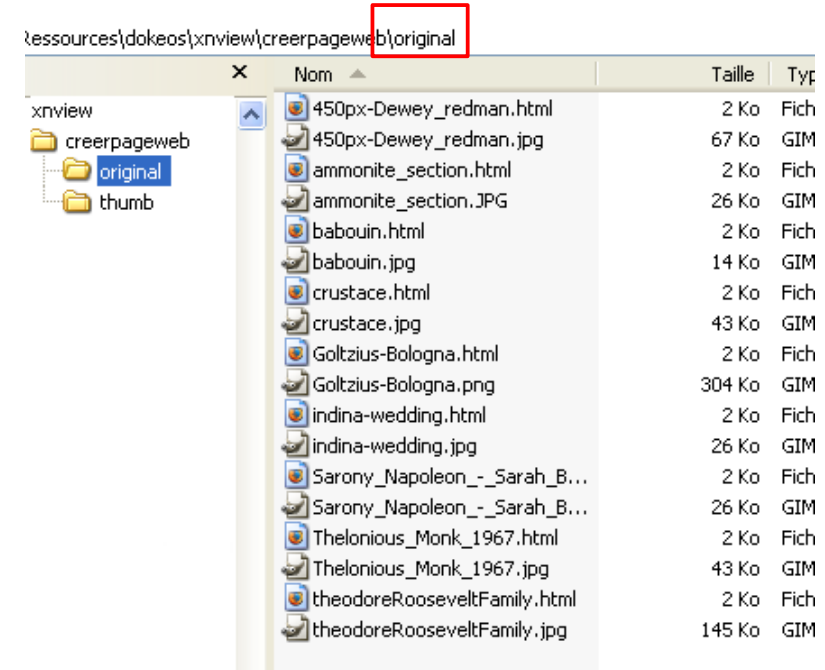 Ressources\dokeos\xnview\creerpageweb\original
Nom Taille Typ
xnview
creerpageweb
original
thumb
450px-Dewey_redman.html 2 Ko Fich
450px-Dewey_redman.jpg 67 Ko GIM
ammonite_section.html 2 Ko Fich
ammonite_section.JPG 26 Ko GIM
babouin.html 2 Ko Fich
babouin.jpg 14 Ko GIM
crustace.html 2 Ko Fich
crustace.jpg 43 Ko GIM
Goltzius-Bologna.html 2 Ko Fich
Goltzius-Bologna.png 304 Ko GIM
indina-wedding.html 2 Ko Fich
indina-wedding.jpg 26 Ko GIM
Sarony_Napoleon_-_Sarah_B... 2 Ko Fich
Sarony_Napoleon_-_Sarah_B... 26 Ko GIM
Thelonious_Monk_1967.html 2 Ko Fich
Thelonious_Monk_1967.jpg 43 Ko GIM
theodoreRooseveltFamily.html 2 Ko Fich
theodoreRooseveltFamily.jpg 145 Ko GIM